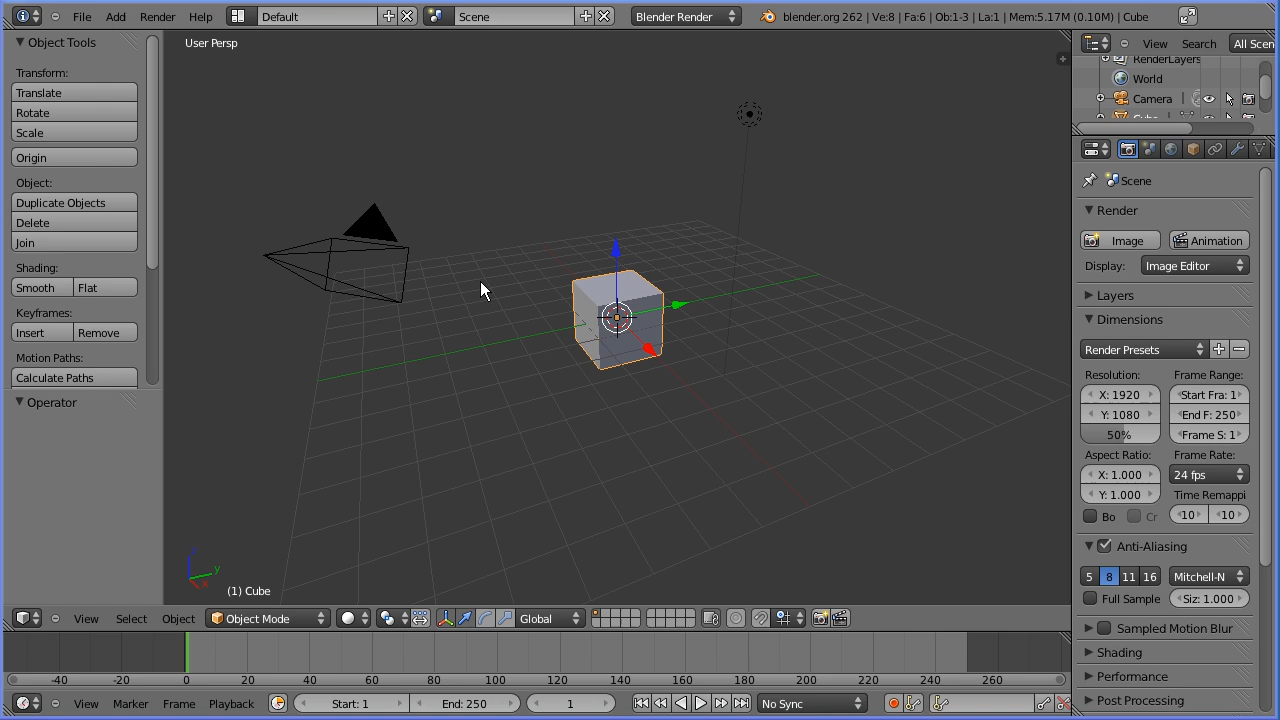 File Add Render Help Default Scene Blender Render blender.org 262 | Ve:8 | Fa:6 | Ob:1-3 | La:1 | Mem:5.17M (0.10M) | Cube
Object Tools
Transform:
Translate
Rotate
Scale
Origin
Object:
Duplicate Objects
Delete
Join
Shading:
Smooth Flat
Keyframes:
Insert Remove
Motion Paths:
Calculate Paths
Operator
User Persp
z
y
x
(1) Cube
View Select Object Object Mode Global
-40 -20 0 20 40 60 80 100 120 140 160 180 200 220 240 260
View Marker Frame Playback Start: 1 End: 250 1 No Sync
View Search All Scen
RenderLayers
World
Camera |
Scene
Render
Image Animation
Display: Image Editor
Layers
Dimensions
Render Presets
Resolution: Frame Range:
X: 1920 Start Fra: 1
Y: 1080 End F: 250
50% Frame S: 1
Aspect Ratio: Frame Rate:
X: 1.000 24 fps
Y: 1.000 Time Remappi
Bo Cr 10 10
Anti-Aliasing
5 8 11 16 Mitchell-N
Full Sample Siz: 1.000
Sampled Motion Blur
Shading
Performance
Post Processing